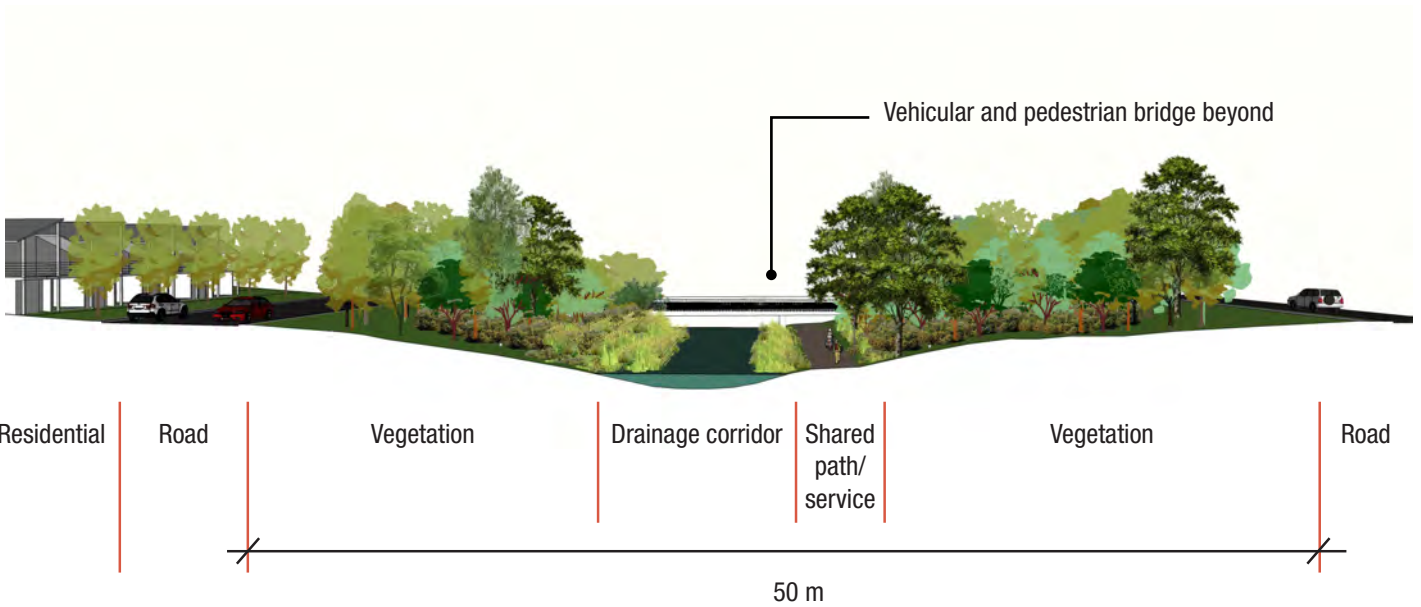 Vehicular and pedestrian bridge beyond
Residential
Road
Vegetation
Drainage corridor
Shared
path/
service
Vegetation
Road
50 m